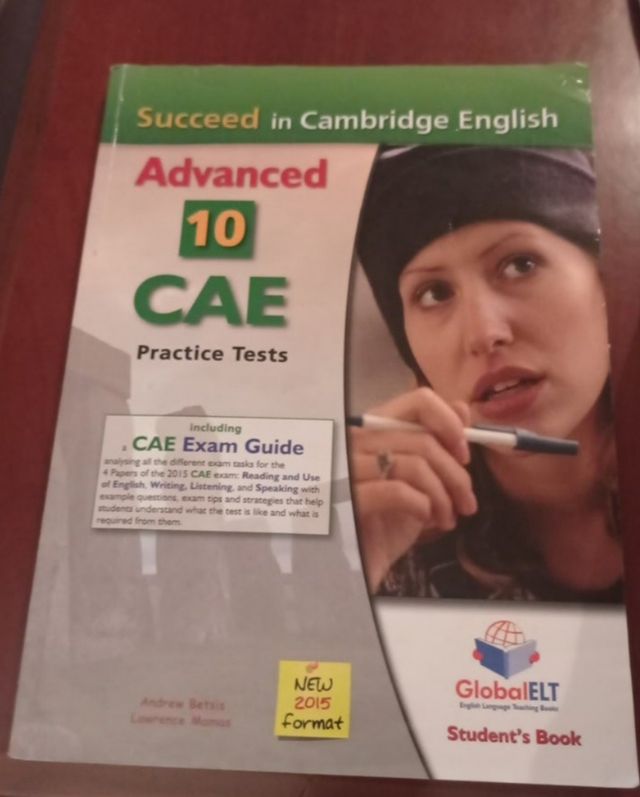 Succeed in Cambridge English
Advanced
10
CAE
Practice Tests
including
a CAE Exam Guide
analysing all the different exam tasks for the
4 Papers of the 2015 CAE exam: Reading and Use
of English, Writing, Listening, and Speaking with
example questions, exam tips and strategies that help
students understand what the test is like and what is
required from them.
Andrew Betsis
Lawrence Mamas
NEW
2015
format
GlobalELT
English Language Teaching Books
Student's Book